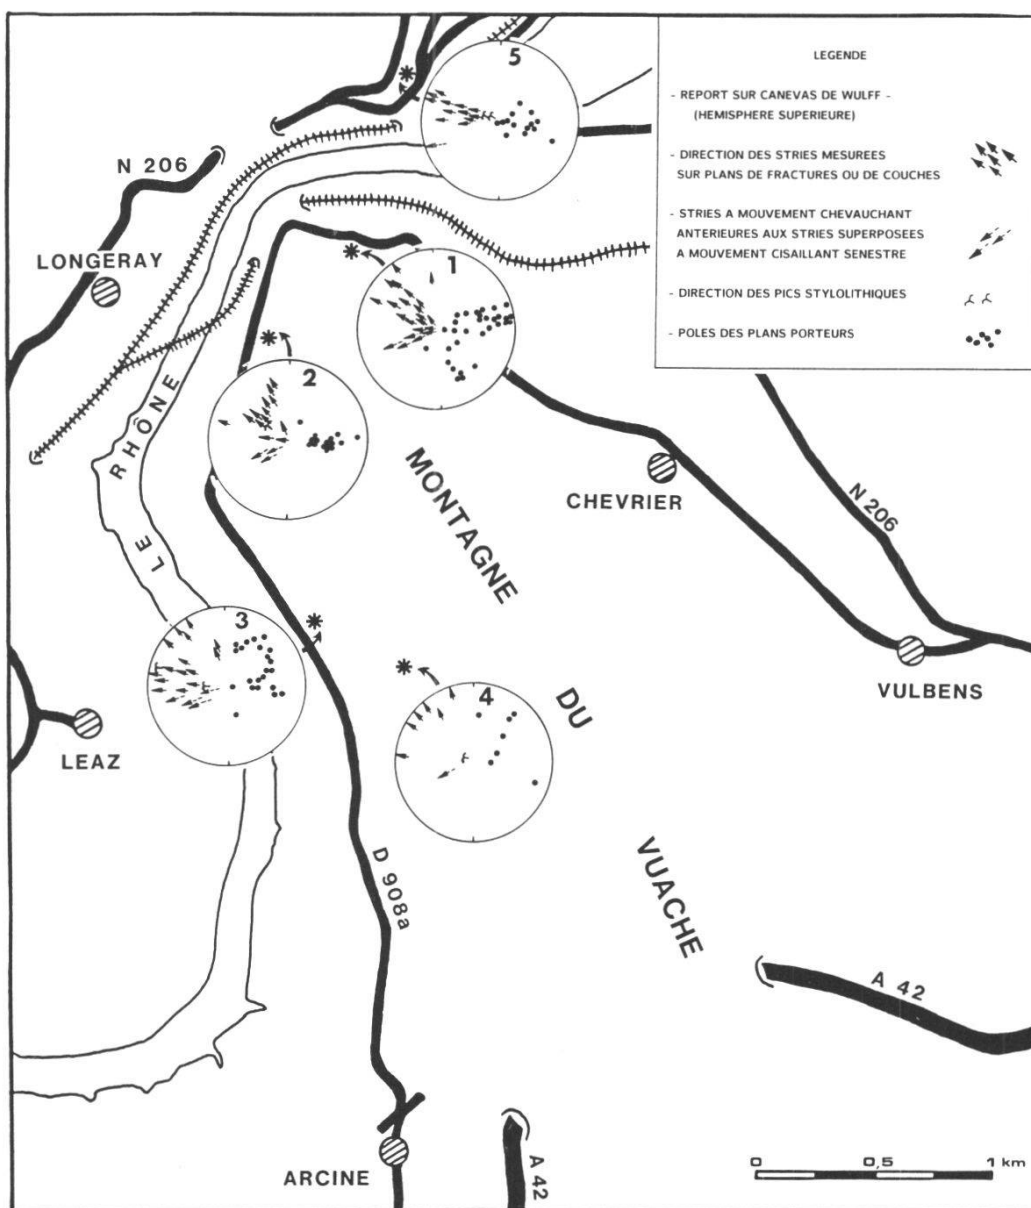 LEGENDE
- REPORT SUR CANEVAS DE WULFF -
(HEMISPHERE SUPERIEURE)
- DIRECTION DES STRIES MESUREES
SUR PLANS DE FRACTURES OU DE COUCHES
- STRIES A MOUVEMENT CHEVAUCHANT
ANTERIEURES AUX STRIES SUPERPOSEES
A MOUVEMENT CISAILLANT SENESTRE
- DIRECTION DES PICS STYLOLITHIQUES
- POLES DES PLANS PORTEURS
5
N 206
LONGERAY
1
2
LE RHÔNE
MONTAGNE
CHEVRIER
N 206
3
4
DU
VULBENS
LEAZ
VUACHE
D 908a
A 42
ARCINE
A 42
0 0,5 1 km